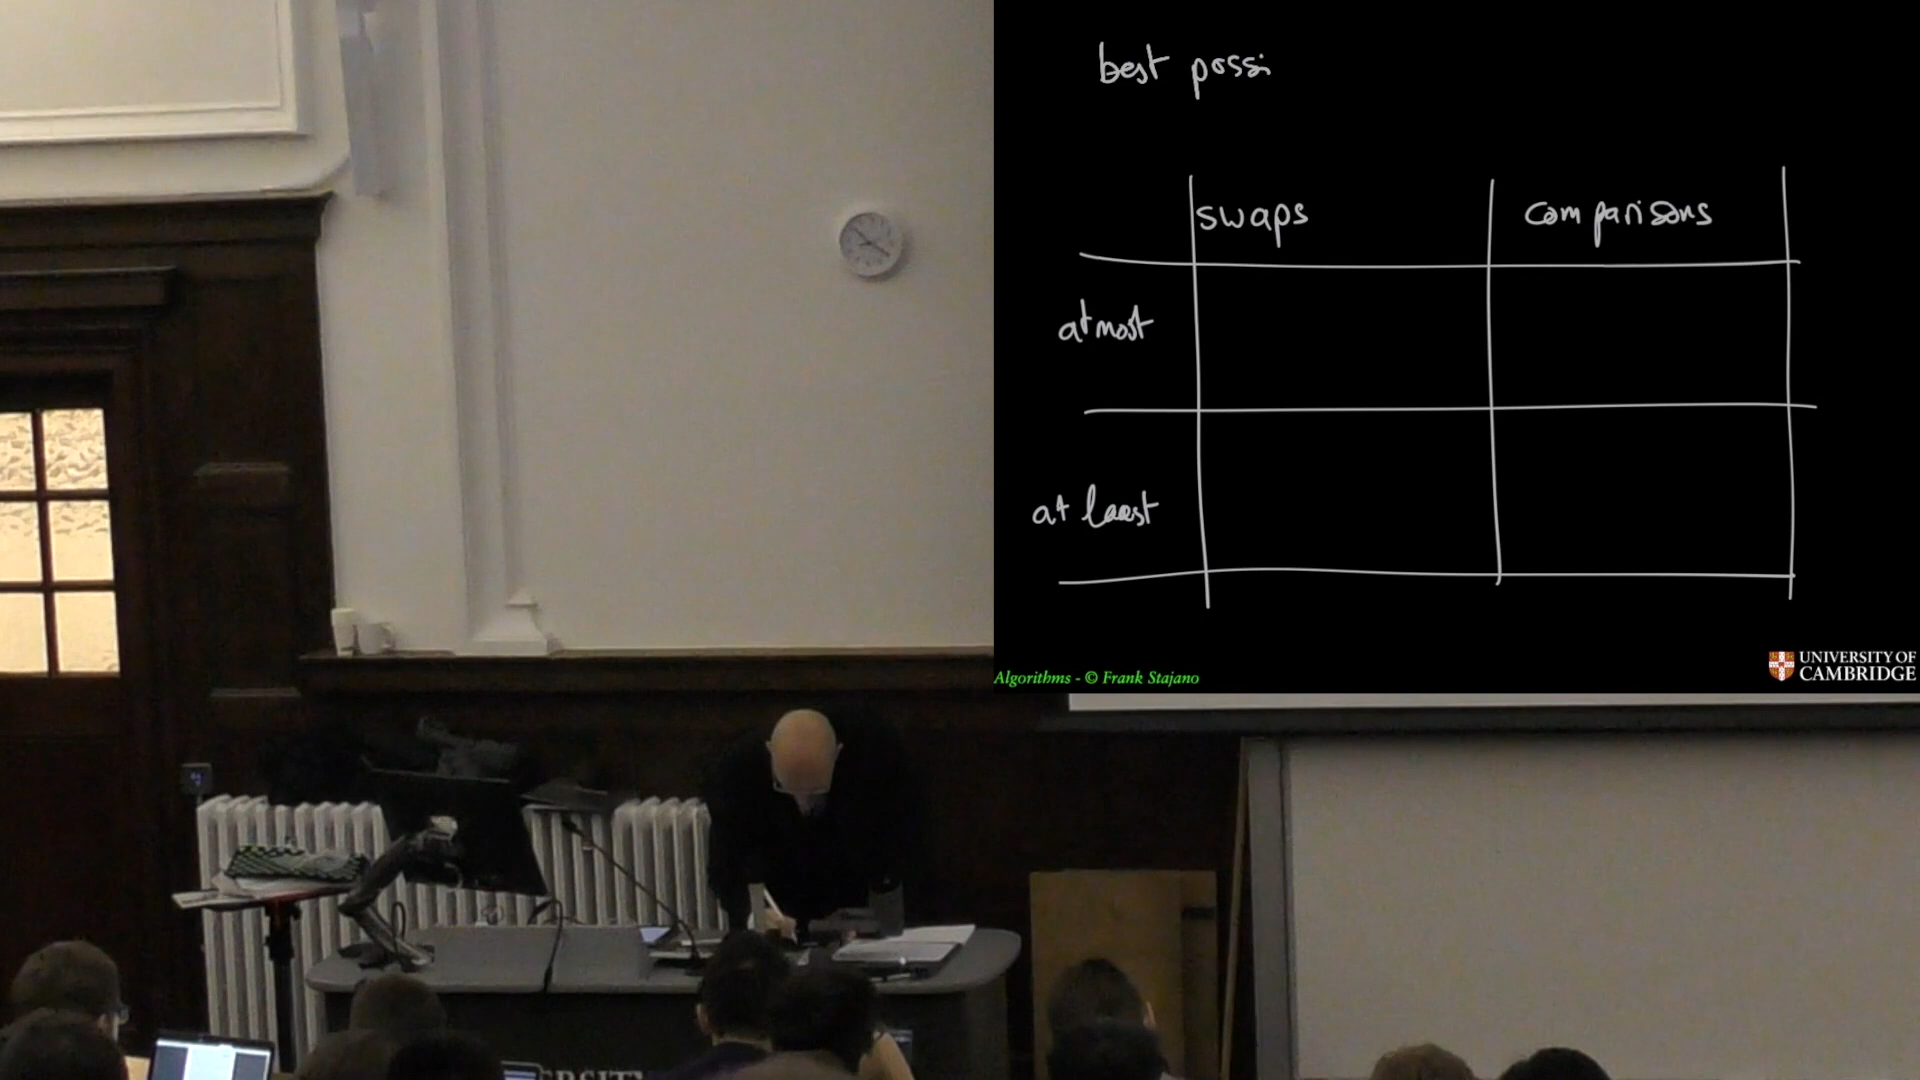 best possi
swaps
comparisons
at most
at least
Algorithms - © Frank Stajano
UNIVERSITY OF
CAMBRIDGE